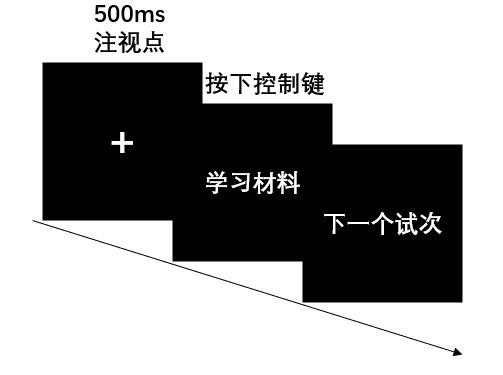 500ms
注视点
按下控制键
+
学习材料
下一个试次